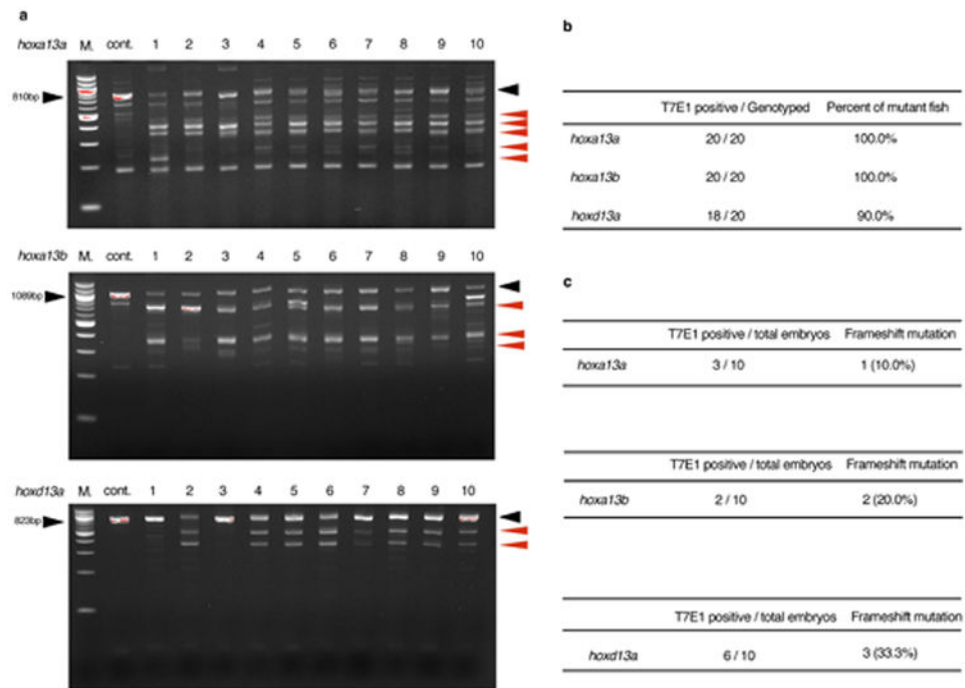 a
hoxa13a M. cont. 1 2 3 4 5 6 7 8 9 10
810bp
hoxa13b M. cont. 1 2 3 4 5 6 7 8 9 10
1089bp
hoxd13a M. cont. 1 2 3 4 5 6 7 8 9 10
823bp
b
T7E1 positive / Genotyped Percent of mutant fish
hoxa13a 20 / 20 100.0%
hoxa13b 20 / 20 100.0%
hoxd13a 18 / 20 90.0%
c
T7E1 positive / total embryos Frameshift mutation
hoxa13a 3 / 10 1 (10.0%)
T7E1 positive / total embryos Frameshift mutation
hoxa13b 2 / 10 2 (20.0%)
T7E1 positive / total embryos Frameshift mutation
hoxd13a 6 / 10 3 (33.3%)